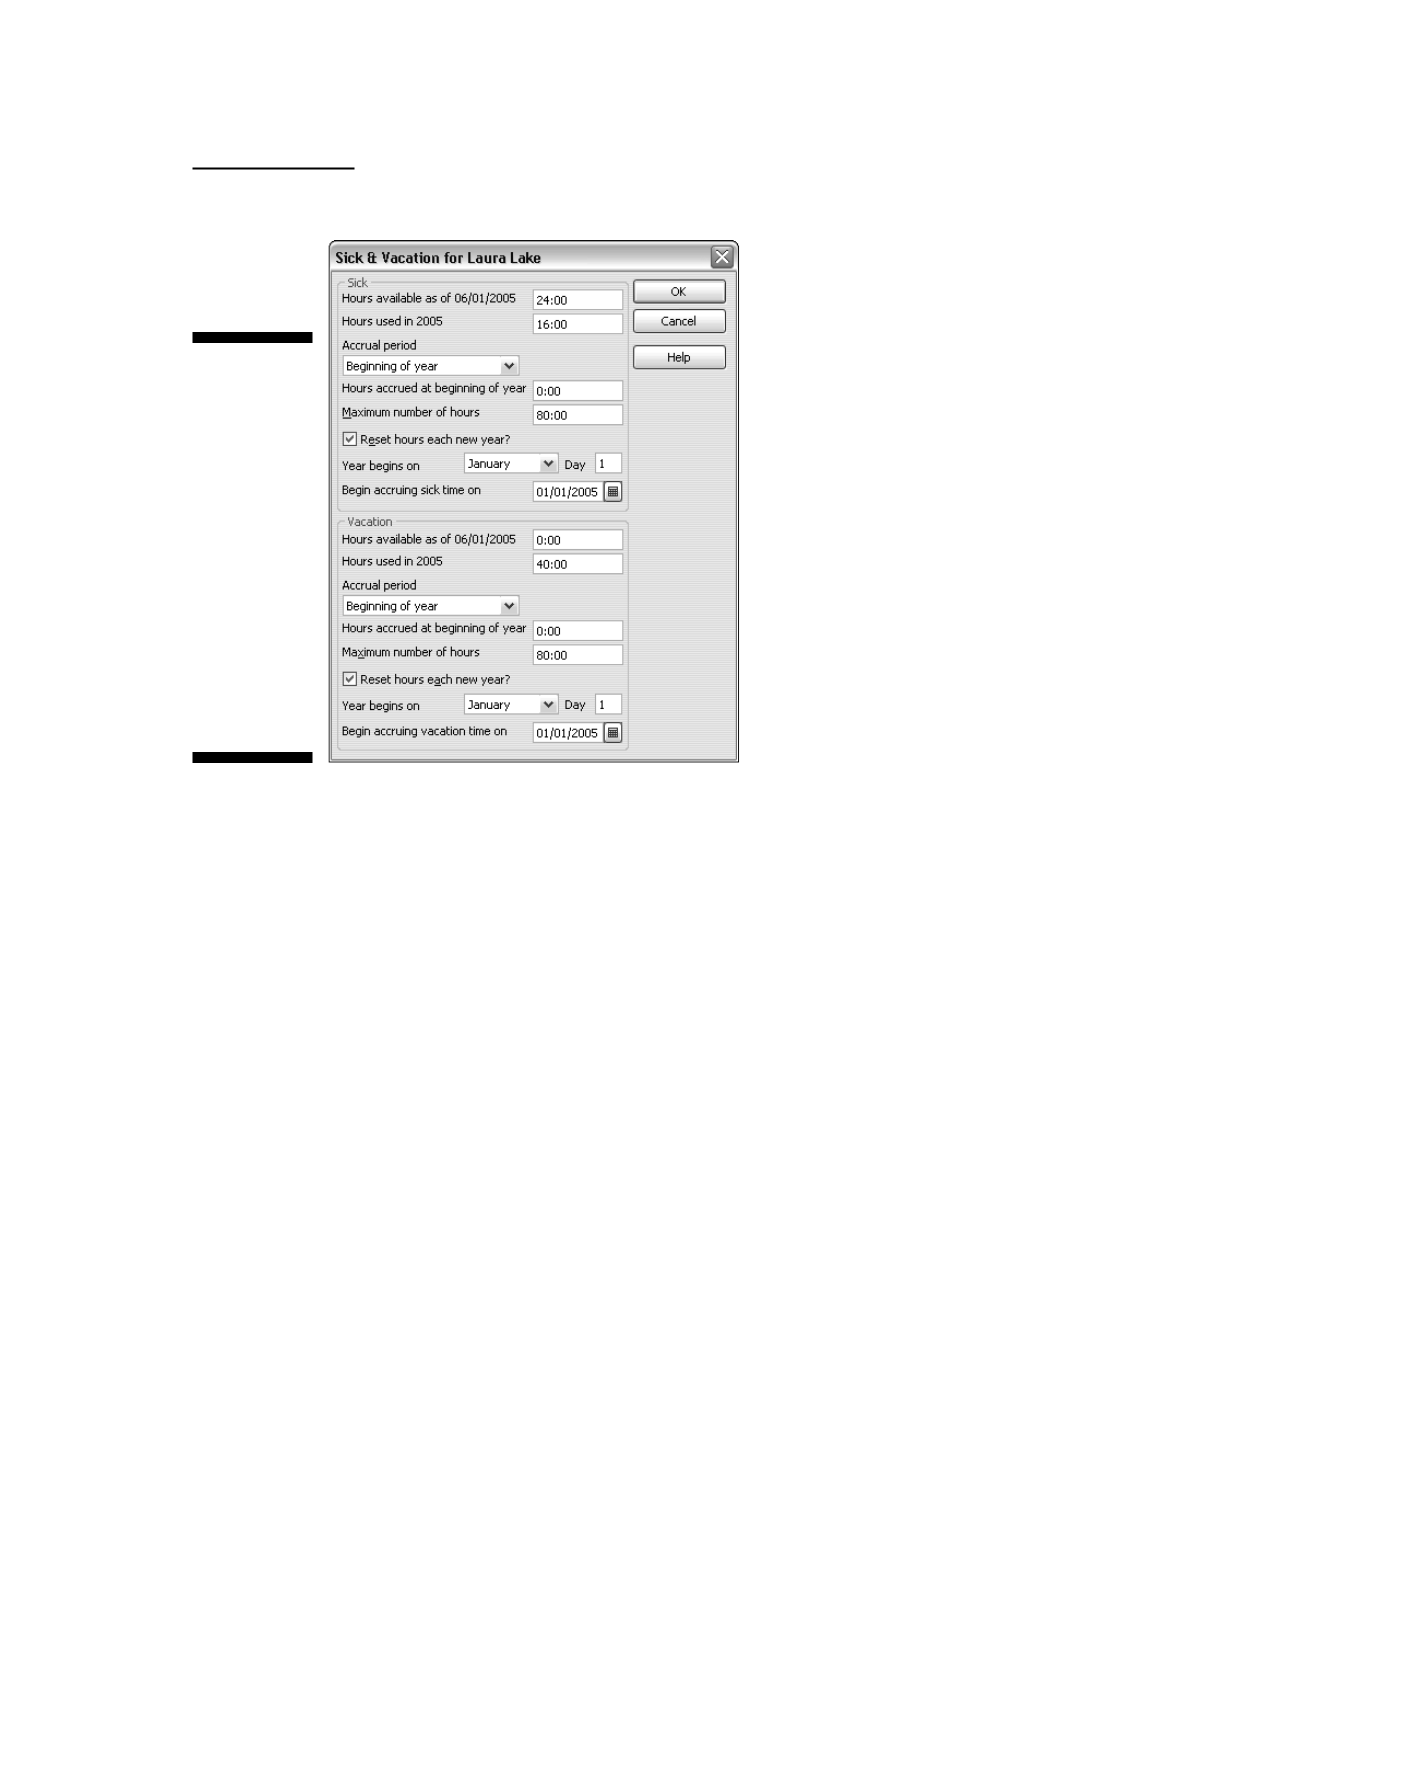 Sick & Vacation for Laura Lake
Sick
Hours available as of 06/01/2005 24:00
Hours used in 2005 16:00
Accrual period
Beginning of year
Hours accrued at beginning of year 0:00
Maximum number of hours 80:00
Reset hours each new year?
Year begins on January Day 1
Begin accruing sick time on 01/01/2005
OK
Cancel
Help
Vacation
Hours available as of 06/01/2005 0:00
Hours used in 2005 40:00
Accrual period
Beginning of year
Hours accrued at beginning of year 0:00
Maximum number of hours 80:00
Reset hours each new year?
Year begins on January Day 1
Begin accruing vacation time on 01/01/2005